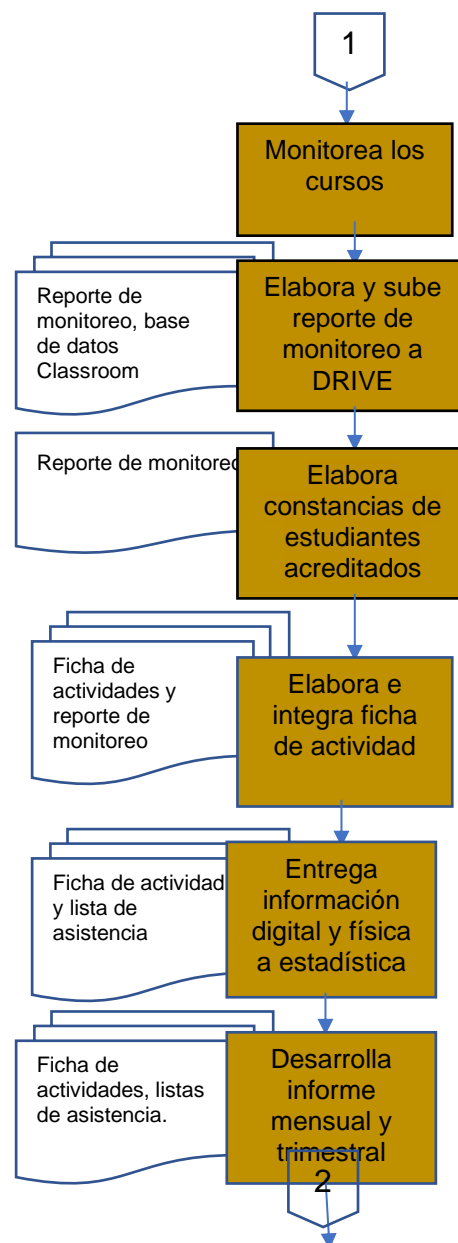 1
Monitorea los
cursos
Reporte de
monitoreo, base
de datos
Classroom
Elabora y sube
reporte de
monitoreo a
DRIVE
Reporte de monitoreo
Elabora
constancias de
estudiantes
acreditados
Ficha de
actividades y
reporte de
monitoreo
Elabora e
integra ficha
de actividad
Ficha de actividad
y lista de
asistencia
Entrega
información
digital y física
a estadística
Ficha de
actividades, listas
de asistencia.
Desarrolla
informe
mensual y
trimestral
2